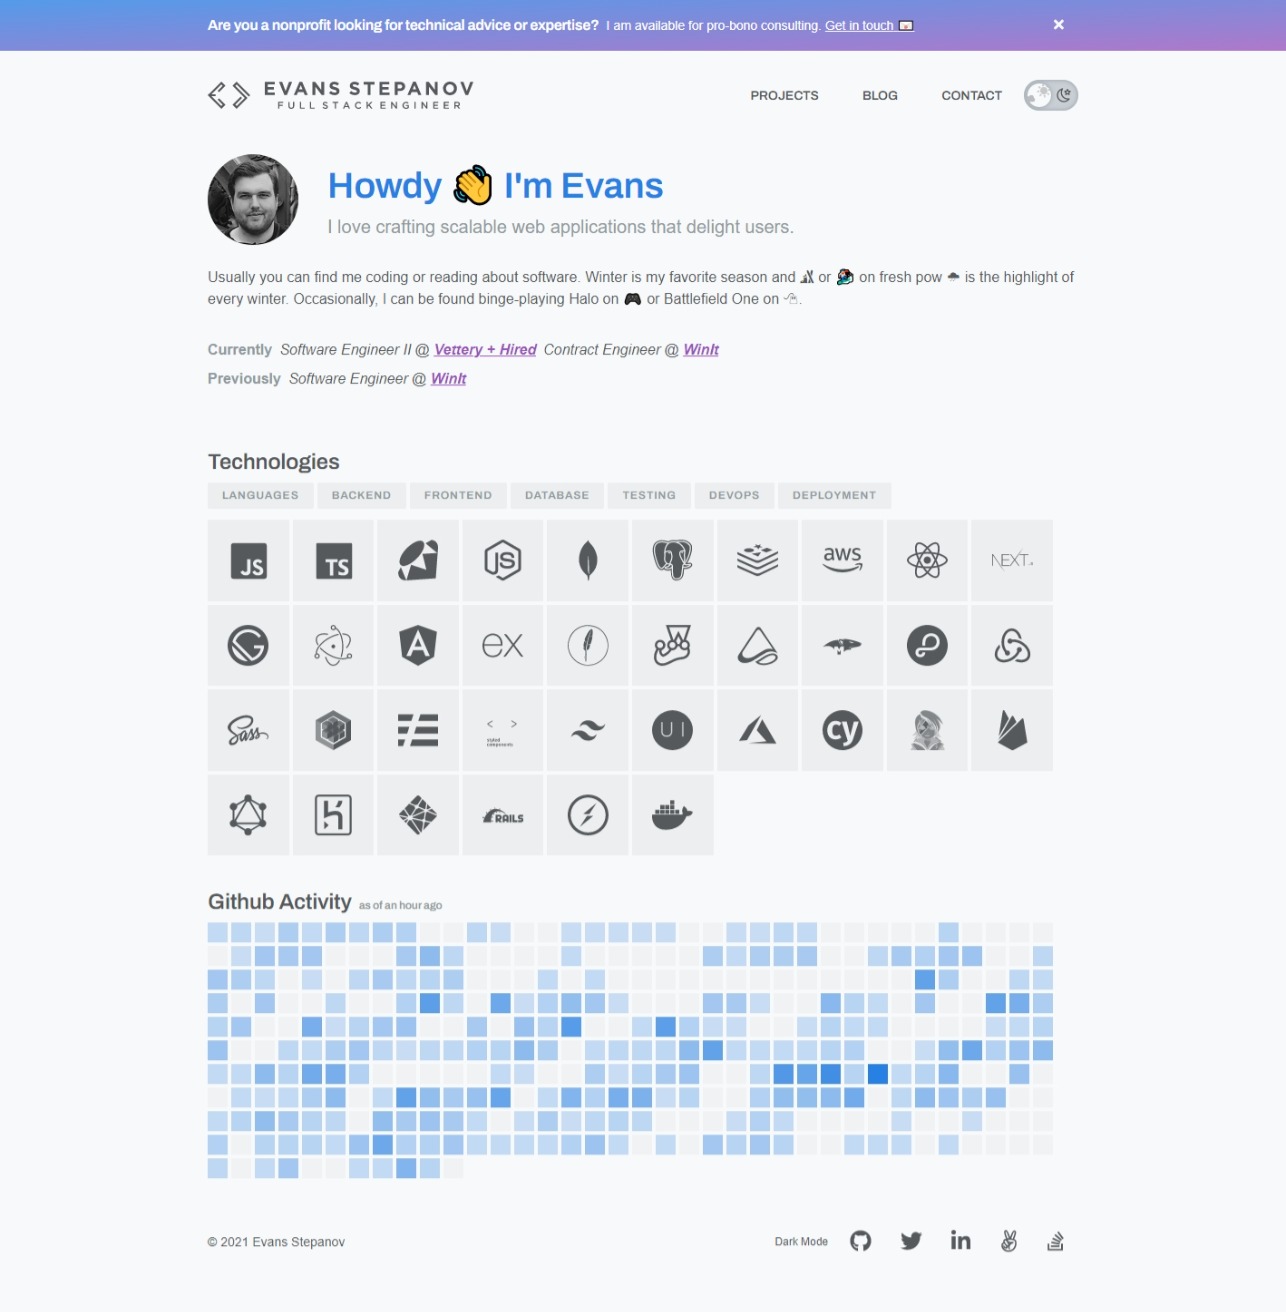 Are you a nonprofit looking for technical advice or expertise? I am available for pro-bono consulting. Get in touch
EVANS STEPANOV
FULL STACK ENGINEER
PROJECTS
BLOG
CONTACT
Howdy 👋 I'm Evans
I love crafting scalable web applications that delight users.
Usually you can find me coding or reading about software. Winter is my favorite season and or on fresh pow is the highlight of
every winter. Occasionally, I can be found binge-playing Halo on 🎮 or Battlefield One on .
Currently Software Engineer II @ Vettery + Hired Contract Engineer @ WinIt
Previously Software Engineer @ WinIt
Technologies
LANGUAGES BACKEND FRONTEND DATABASE TESTING DEVOPS DEPLOYMENT
JS TS JS aws NEXT.
ex
Sass < > styled components UI cy
RAILS
Github Activity as of an hour ago
© 2021 Evans Stepanov
Dark Mode
in